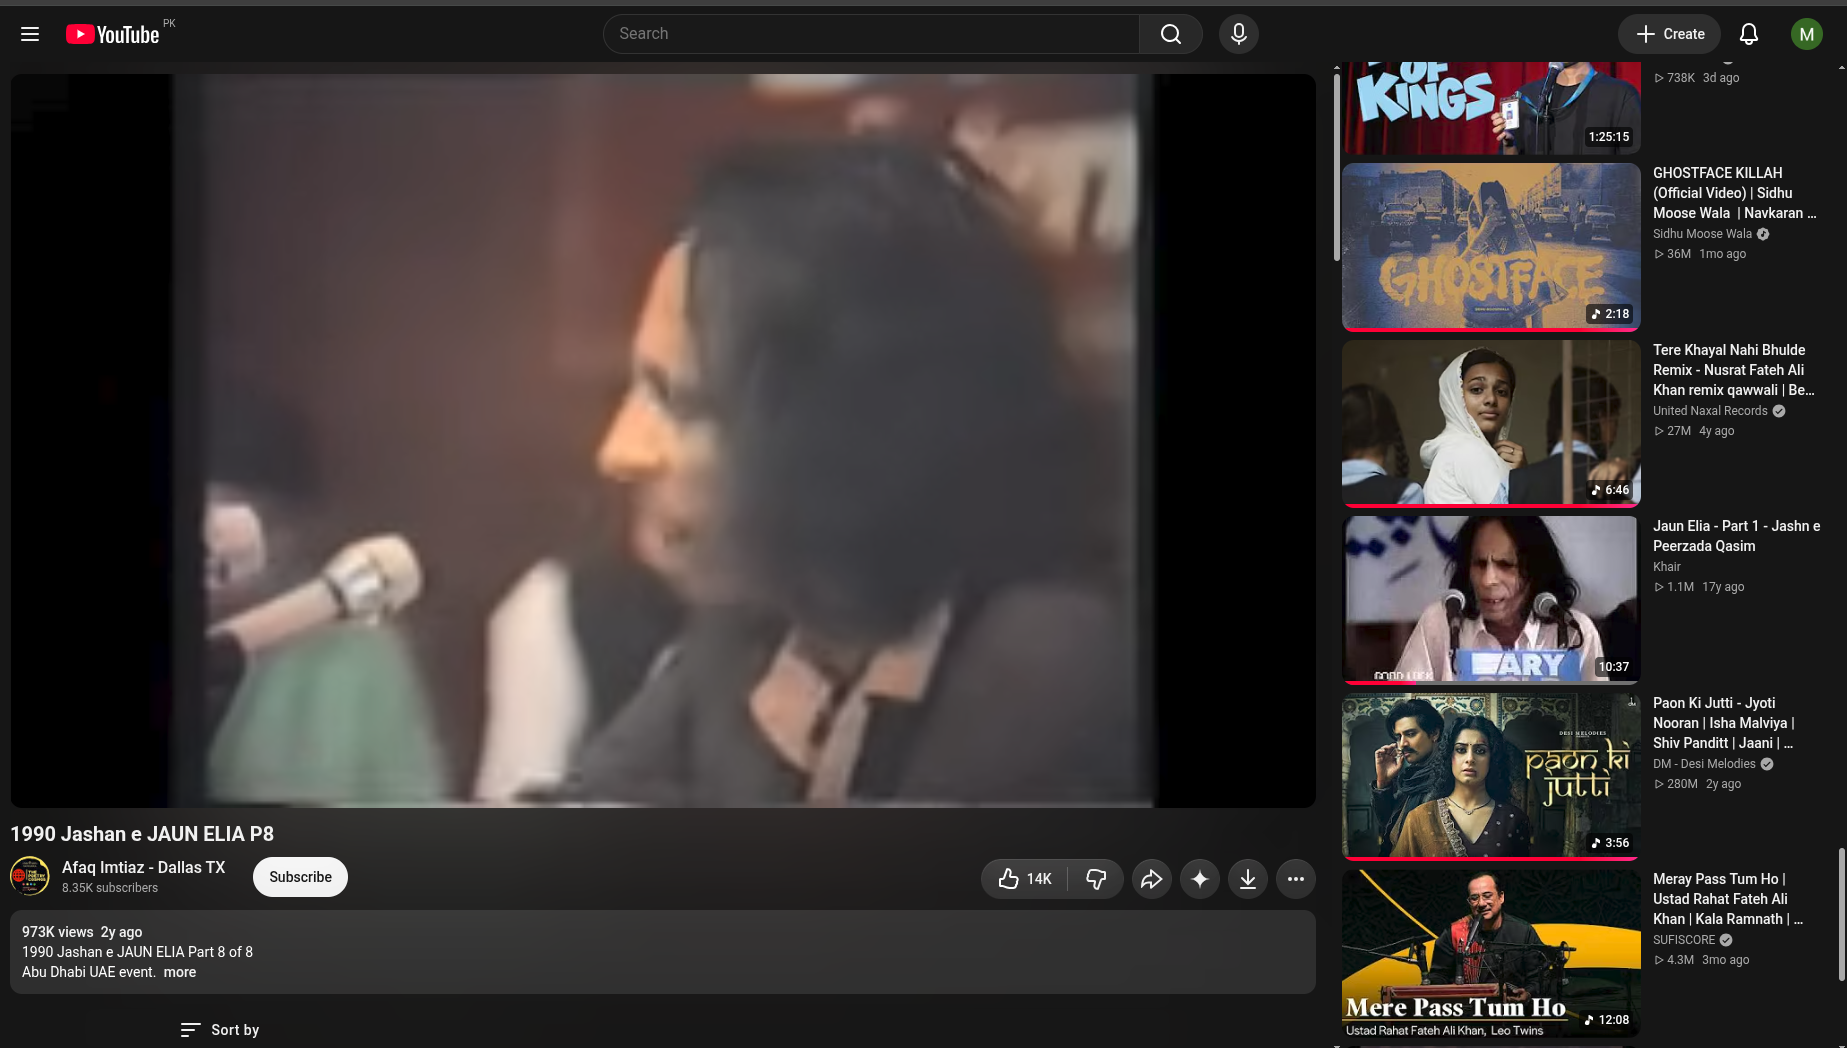 YouTube PK
Search
Create
M
1990 Jashan e JAUN ELIA P8
Afaq Imtiaz - Dallas TX
8.35K subscribers
Subscribe
14K
973K views 2y ago
1990 Jashan e JAUN ELIA Part 8 of 8
Abu Dhabi UAE event. more
Sort by
OF
KINGS
1:25:15
738K 3d ago
GHOSTFACE
2:18
GHOSTFACE KILLAH
(Official Video) | Sidhu
Moose Wala | Navkaran ...
Sidhu Moose Wala
36M 1mo ago
6:46
Tere Khayal Nahi Bhulde
Remix - Nusrat Fateh Ali
Khan remix qawwali | Be...
United Naxal Records
27M 4y ago
ARY
GOOD LUCK
10:37
Jaun Elia - Part 1 - Jashn e
Peerzada Qasim
Khair
1.1M 17y ago
DESI MELODIES
paon ki
jutti
3:56
Paon Ki Jutti - Jyoti
Nooran | Isha Malviya |
Shiv Panditt | Jaani | ...
DM - Desi Melodies
280M 2y ago
Mere Pass Tum Ho
Ustad Rahat Fateh Ali Khan, Leo Twins
12:08
Meray Pass Tum Ho |
Ustad Rahat Fateh Ali
Khan | Kala Ramnath | ...
SUFISCORE
4.3M 3mo ago